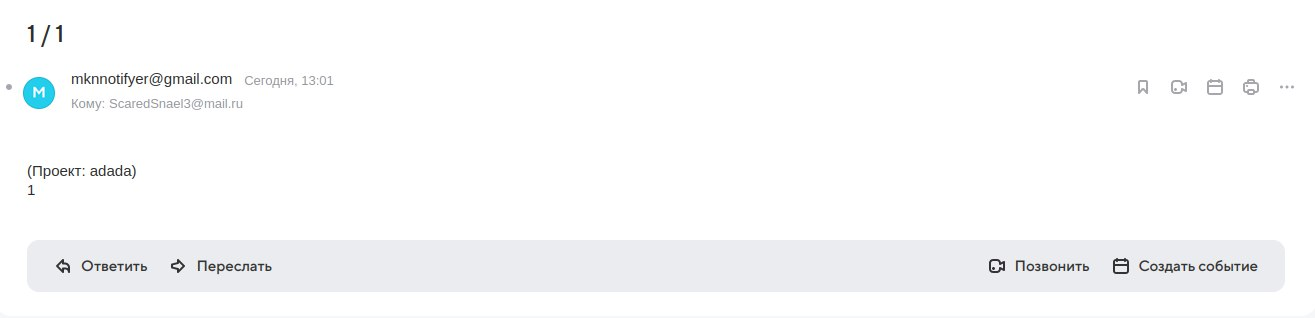 1/1
mknnotifyer@gmail.com Сегодня, 13:01
М
Кому: ScaredSnael3@mail.ru
(Проект: adada)
1
Ответить Переслать Позвонить Создать событие